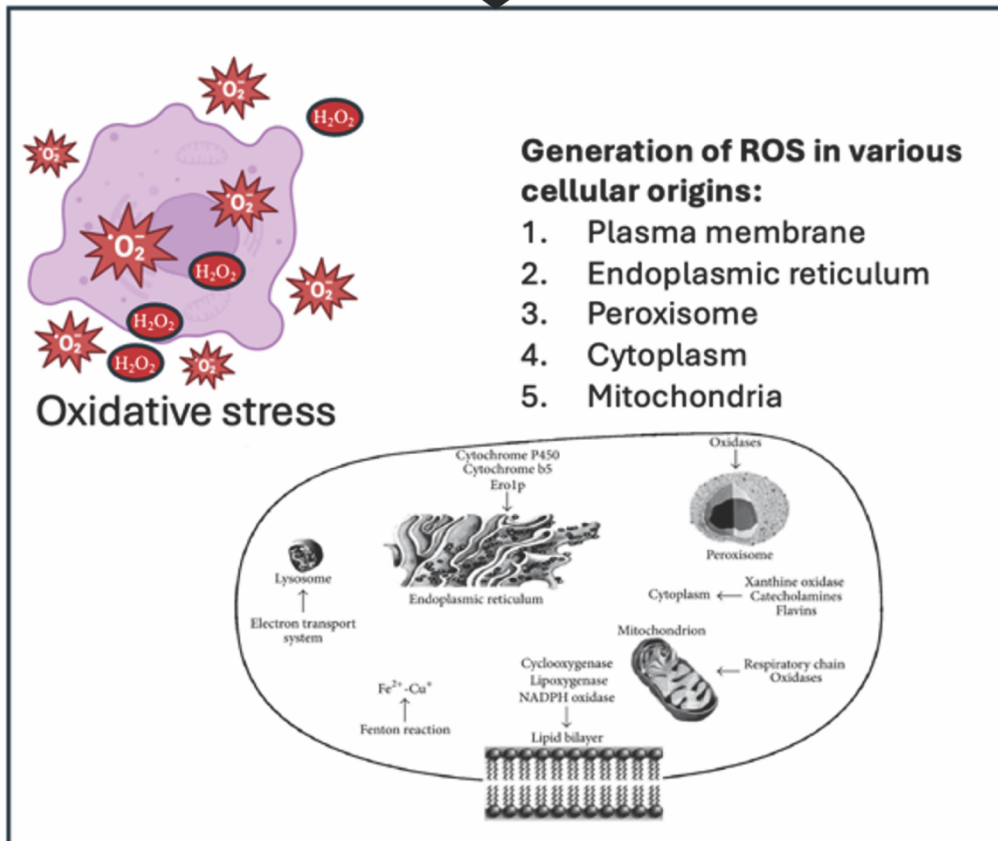 ˙O₂⁻
H₂O₂
˙O₂⁻
˙O₂⁻
˙O₂⁻
H₂O₂
˙O₂⁻
H₂O₂
˙O₂⁻
H₂O₂
˙O₂⁻
Oxidative stress
Generation of ROS in various
cellular origins:
1. Plasma membrane
2. Endoplasmic reticulum
3. Peroxisome
4. Cytoplasm
5. Mitochondria
Cytochrome P450
Cytochrome b5
Ero1p
Endoplasmic reticulum
Oxidases
Peroxisome
Lysosome
Electron transport
system
Cytoplasm
Xanthine oxidase
Catecholamines
Flavins
Mitochondrion
Respiratory chain
Oxidases
Cyclooxygenase
Lipoxygenase
NADPH oxidase
Lipid bilayer
Fe²⁺-Cu⁺
Fenton reaction